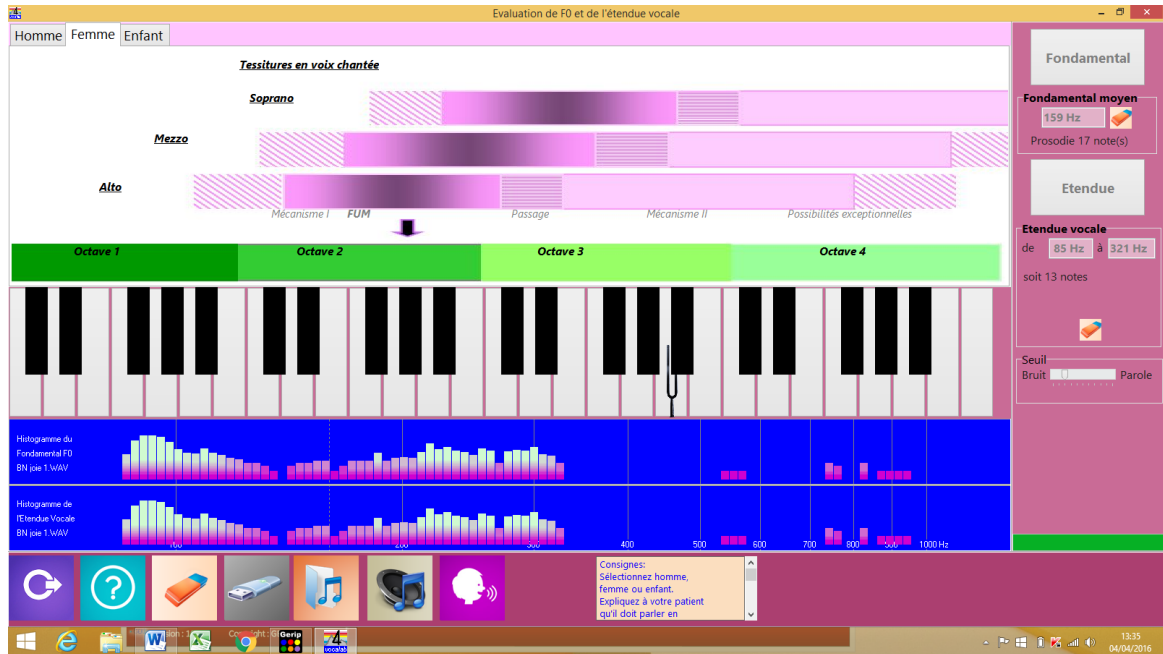 Evaluation de F0 et de l'étendue vocale
Homme Femme Enfant
Tessitures en voix chantée
Soprano
Mezzo
Alto
Mécanisme I FUM Passage Mécanisme II Possibilités exceptionnelles
Octave 1 Octave 2 Octave 3 Octave 4
Fondamental
Fondamental moyen
159 Hz
Prosodie 17 note(s)
Etendue
Etendue vocale
de 85 Hz à 321 Hz
soit 13 notes
Seuil
Bruit Parole
Histogramme du
Fondamental F0
BN joie 1.WAV
Histogramme de
l'Etendue Vocale
BN joie 1.WAV
100 200 300 400 500 600 700 800 900 1000 Hz
Consignes:
Sélectionnez homme,
femme ou enfant.
Expliquez à votre patient
qu'il doit parler en
Gerip
4
vocalab
13:35
04/04/2016